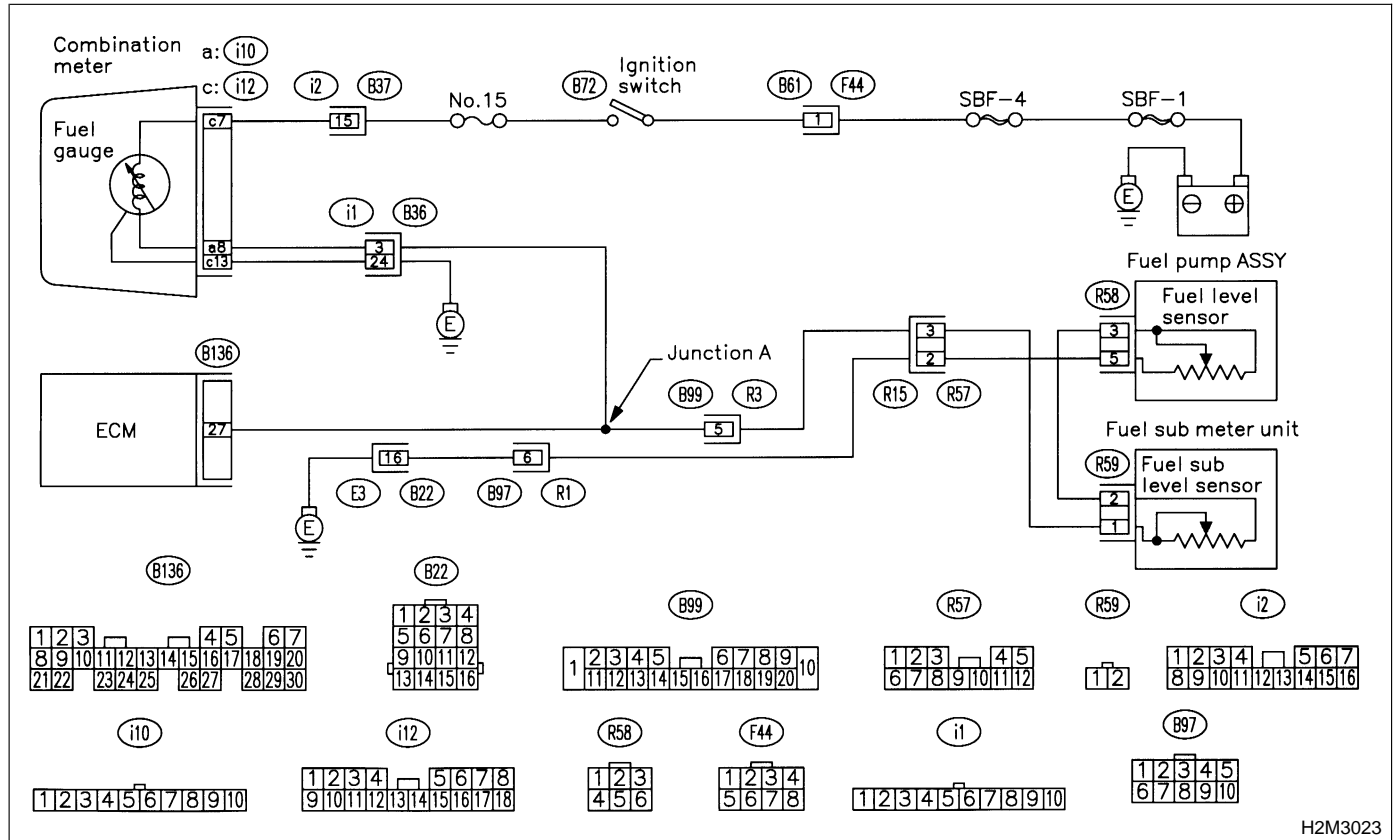 Combination meter
a: i10
c: i12
i2
B37
No.15
B72
Ignition switch
B61
F44
SBF-4
SBF-1
Fuel gauge
c7
15
1
E
⊖ ⊕
i1
B36
a8
3
c13
24
E
Fuel pump ASSY
R58
Fuel level sensor
3
5
3
2
R15
R57
B136
Junction A
B99
R3
ECM
27
5
Fuel sub meter unit
R59
Fuel sub level sensor
2
1
16
6
E3
B22
B97
R1
E
B136
1 2 3 4 5 6 7
8 9 10 11 12 13 14 15 16 17 18 19 20
21 22 23 24 25 26 27 28 29 30
B22
1 2 3 4
5 6 7 8
9 10 11 12
13 14 15 16
B99
1 2 3 4 5 6 7 8 9 10
11 12 13 14 15 16 17 18 19 20
R57
1 2 3 4 5
6 7 8 9 10 11 12
R59
1 2
i2
1 2 3 4 5 6 7
8 9 10 11 12 13 14 15 16
i10
1 2 3 4 5 6 7 8 9 10
i12
1 2 3 4 5 6 7 8
9 10 11 12 13 14 15 16 17 18
R58
1 2 3
4 5 6
F44
1 2 3 4
5 6 7 8
i1
1 2 3 4 5 6 7 8 9 10
B97
1 2 3 4 5
6 7 8 9 10
H2M3023